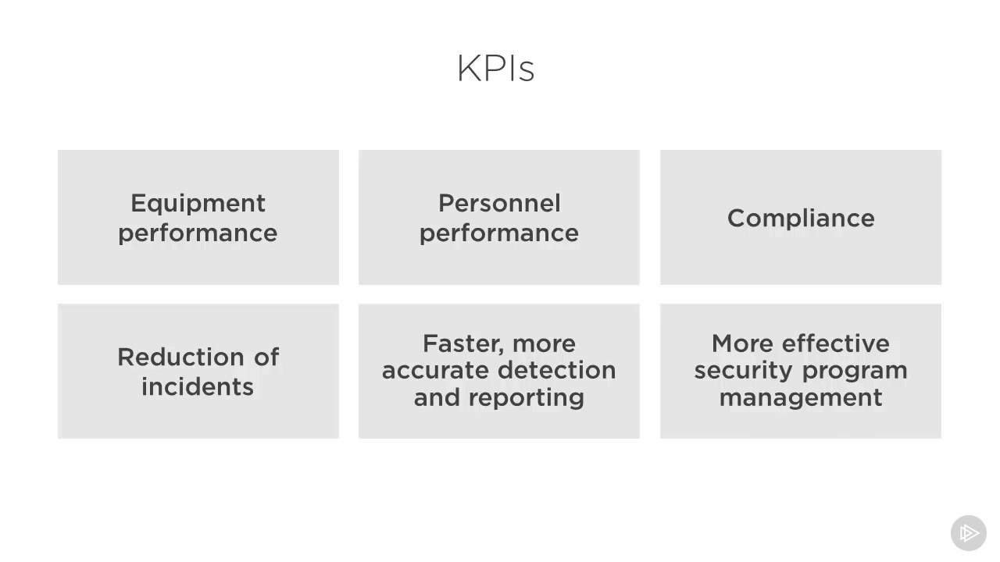 KPIs
Equipment
performance
Personnel
performance
Compliance
Reduction of
incidents
Faster, more
accurate detection
and reporting
More effective
security program
management